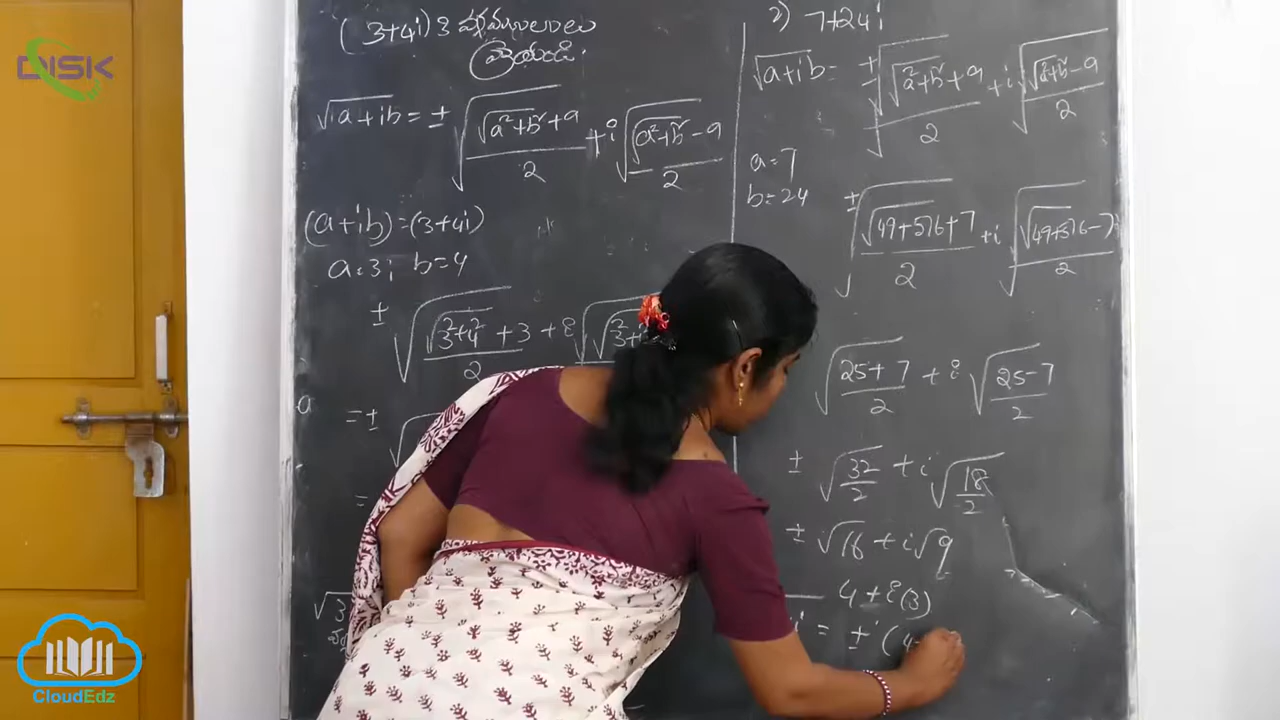 DISK
(3+4i) కి వర్గమూలాలు
వ్రాయండి.
√(a+ib) = ± √((√(a²+b²)+a)/2) + i √((√(a²+b²)-a)/2)
(a+ib) = (3+4i)
a=3; b=4
± √((√(3²+4²)+3)/2) + i √
= ±
=
√3
2) 7+24i
√(a+ib) = ± √((√(a²+b²)+a)/2) + i √((√(a²+b²)-a)/2)
a=7
b=24
± √((√(49+576)+7)/2) + i √((√(49+576)-7)/2)
√((25+7)/2) + i √((25-7)/2)
± √(32/2) + i √(18/2)
± √16 + i√9
4 + i(3)
i = ± (4
CloudEdz